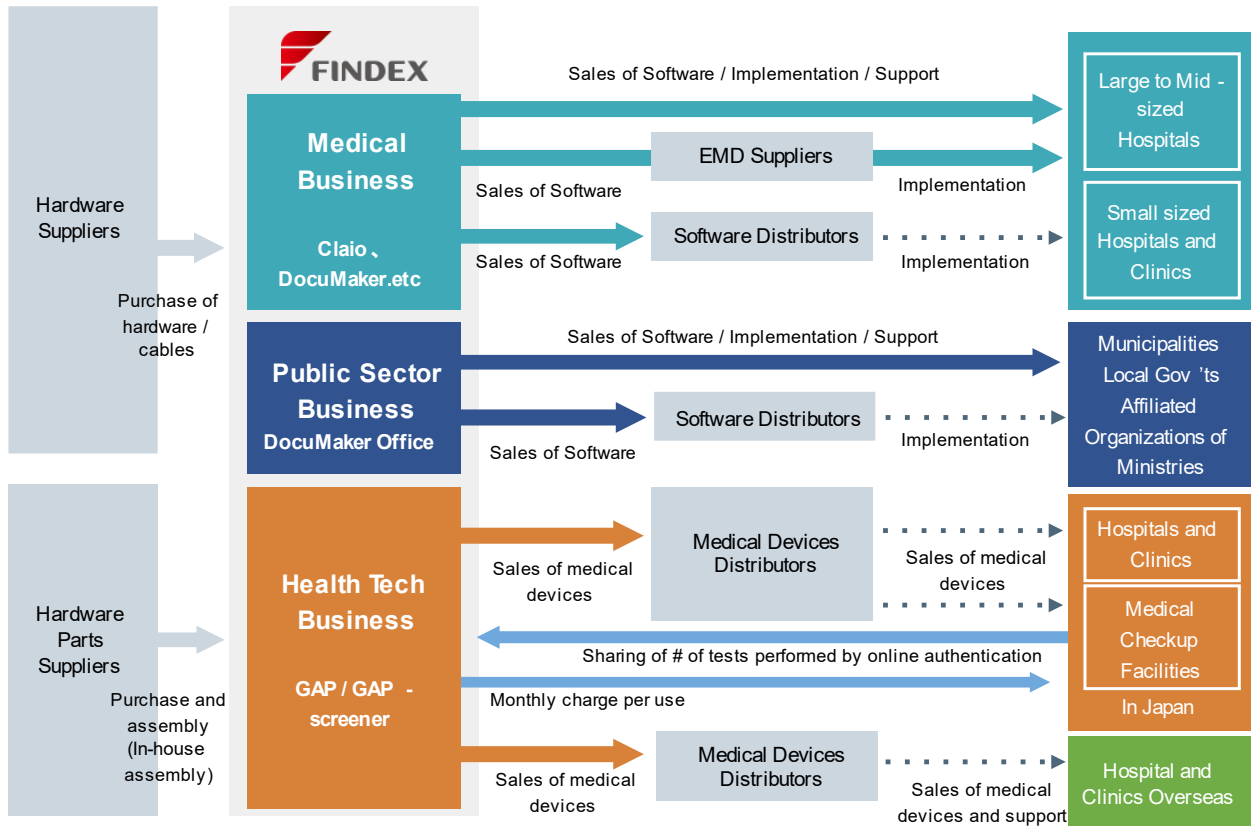 FINDEX
Hardware
Suppliers
Purchase of
hardware /
cables
Medical
Business
Claio、
DocuMaker.etc
Sales of Software / Implementation / Support
Sales of Software
EMD Suppliers
Implementation
Sales of Software
Software Distributors
Implementation
Large to Mid -
sized
Hospitals
Small sized
Hospitals and
Clinics
Public Sector
Business
DocuMaker Office
Sales of Software / Implementation / Support
Sales of Software
Software Distributors
Implementation
Municipalities
Local Gov ’ts
Affiliated
Organizations of
Ministries
Hardware
Parts
Suppliers
Purchase and
assembly
(In-house
assembly)
Health Tech
Business
GAP / GAP -
screener
Sales of medical
devices
Medical Devices
Distributors
Sales of medical
devices
Hospitals and
Clinics
Medical
Checkup
Facilities
In Japan
Sharing of # of tests performed by online authentication
Monthly charge per use
Sales of medical
devices
Medical Devices
Distributors
Sales of medical
devices and support
Hospital and
Clinics Overseas